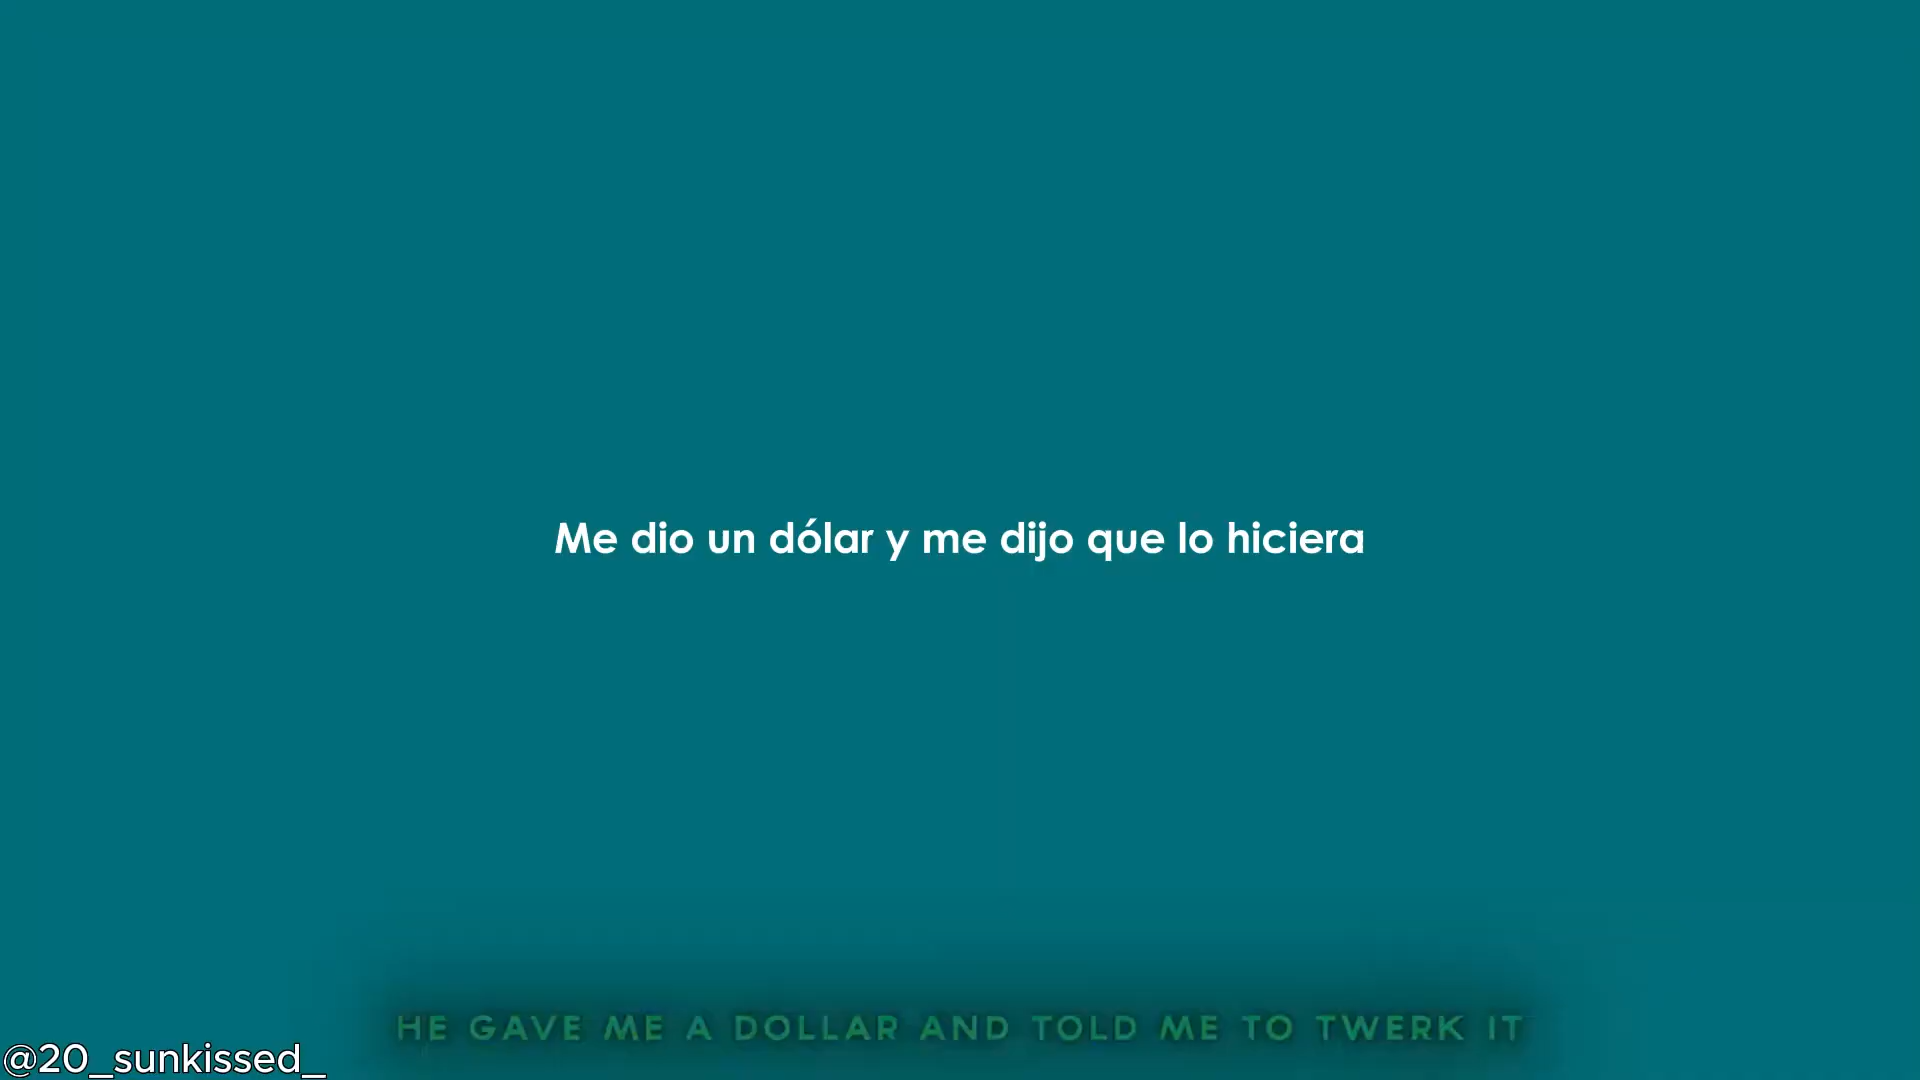 Me dio un dólar y me dijo que lo hiciera
HE GAVE ME A DOLLAR AND TOLD ME TO TWERK IT
@20_sunkissed_